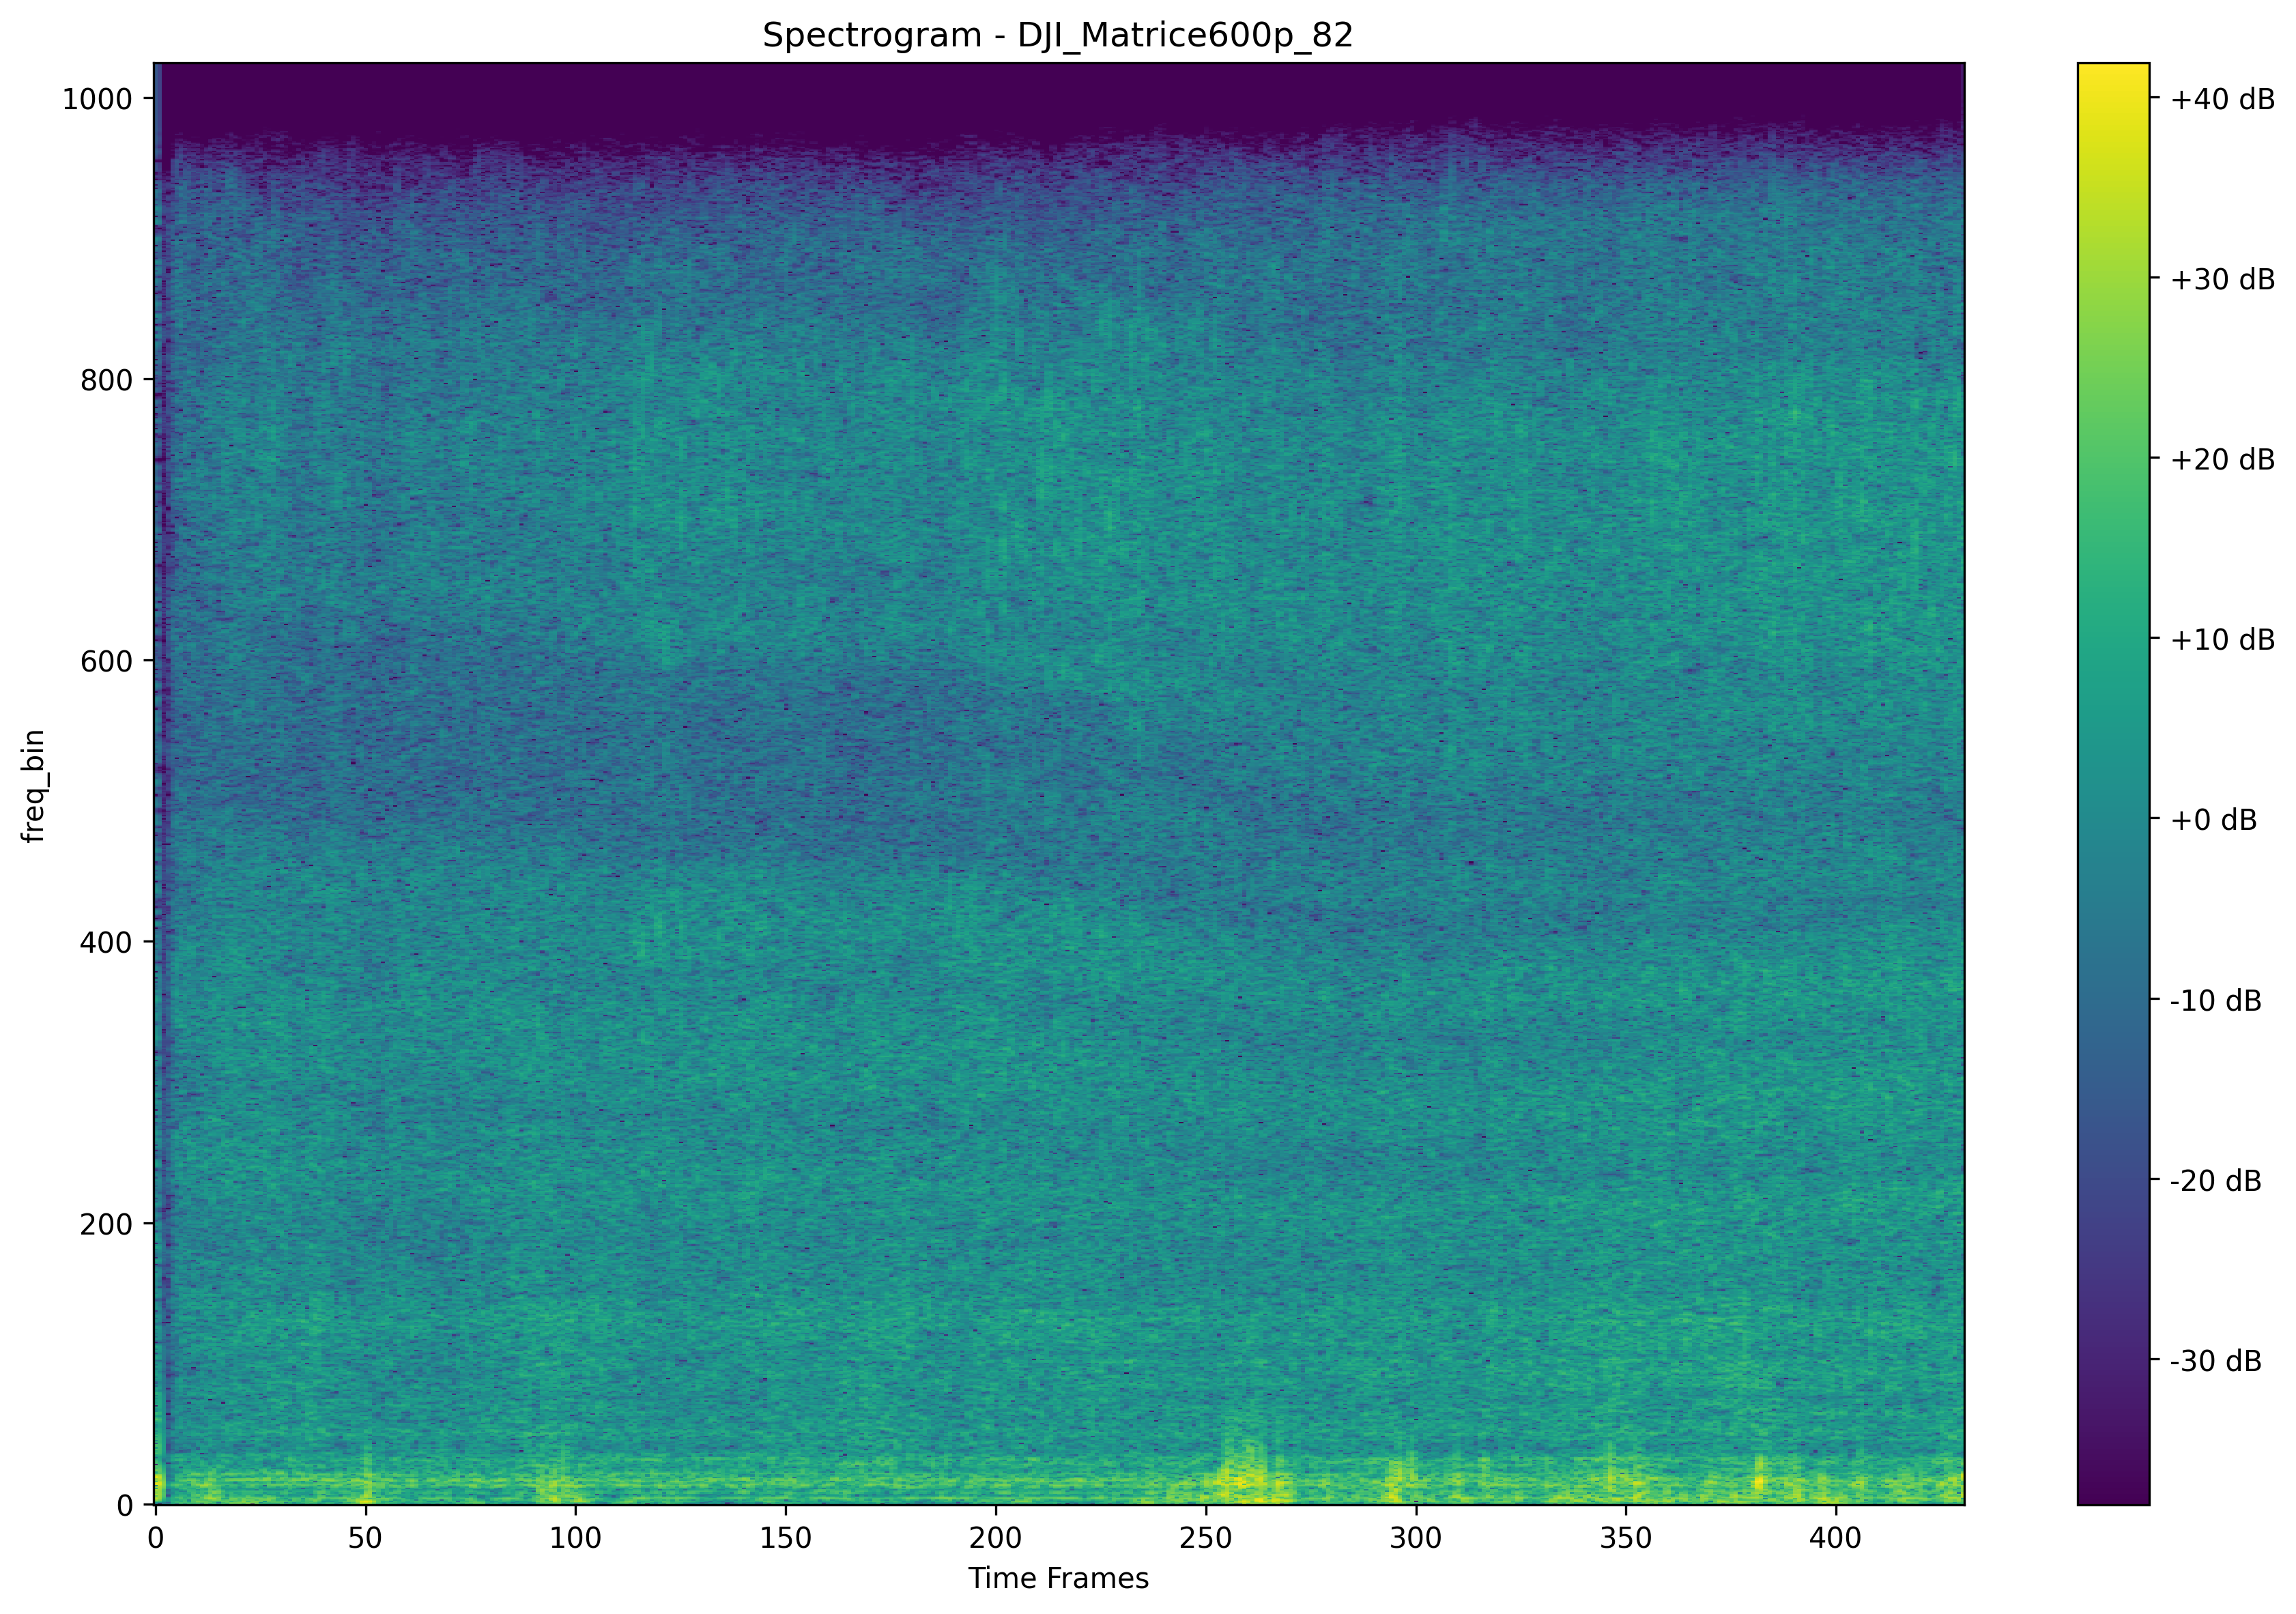 Spectrogram - DJI_Matrice600p_82
1000
800
600
400
200
0
freq_bin
0 50 100 150 200 250 300 350 400
Time Frames
+40 dB
+30 dB
+20 dB
+10 dB
+0 dB
-10 dB
-20 dB
-30 dB